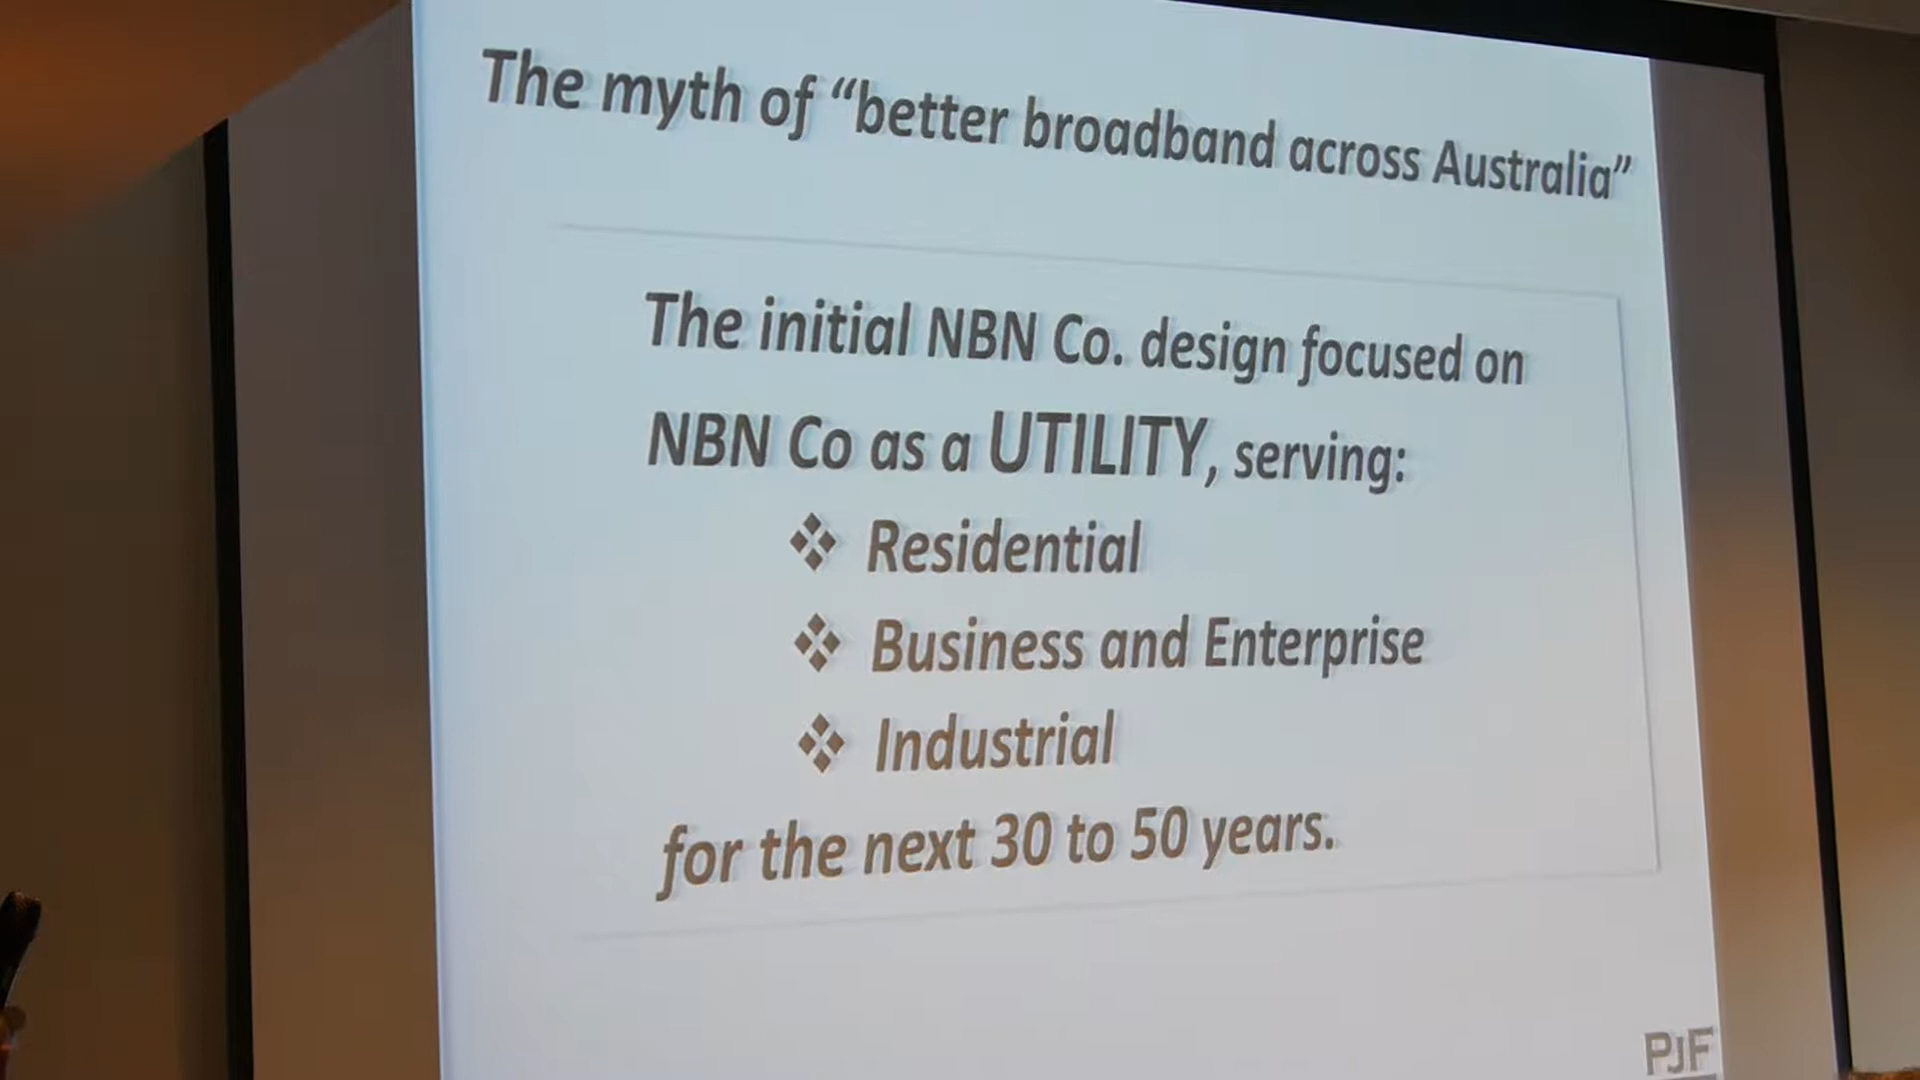 The myth of “better broadband across Australia”
The initial NBN Co. design focused on
NBN Co as a UTILITY, serving:
❖ Residential
❖ Business and Enterprise
❖ Industrial
for the next 30 to 50 years.
PJF